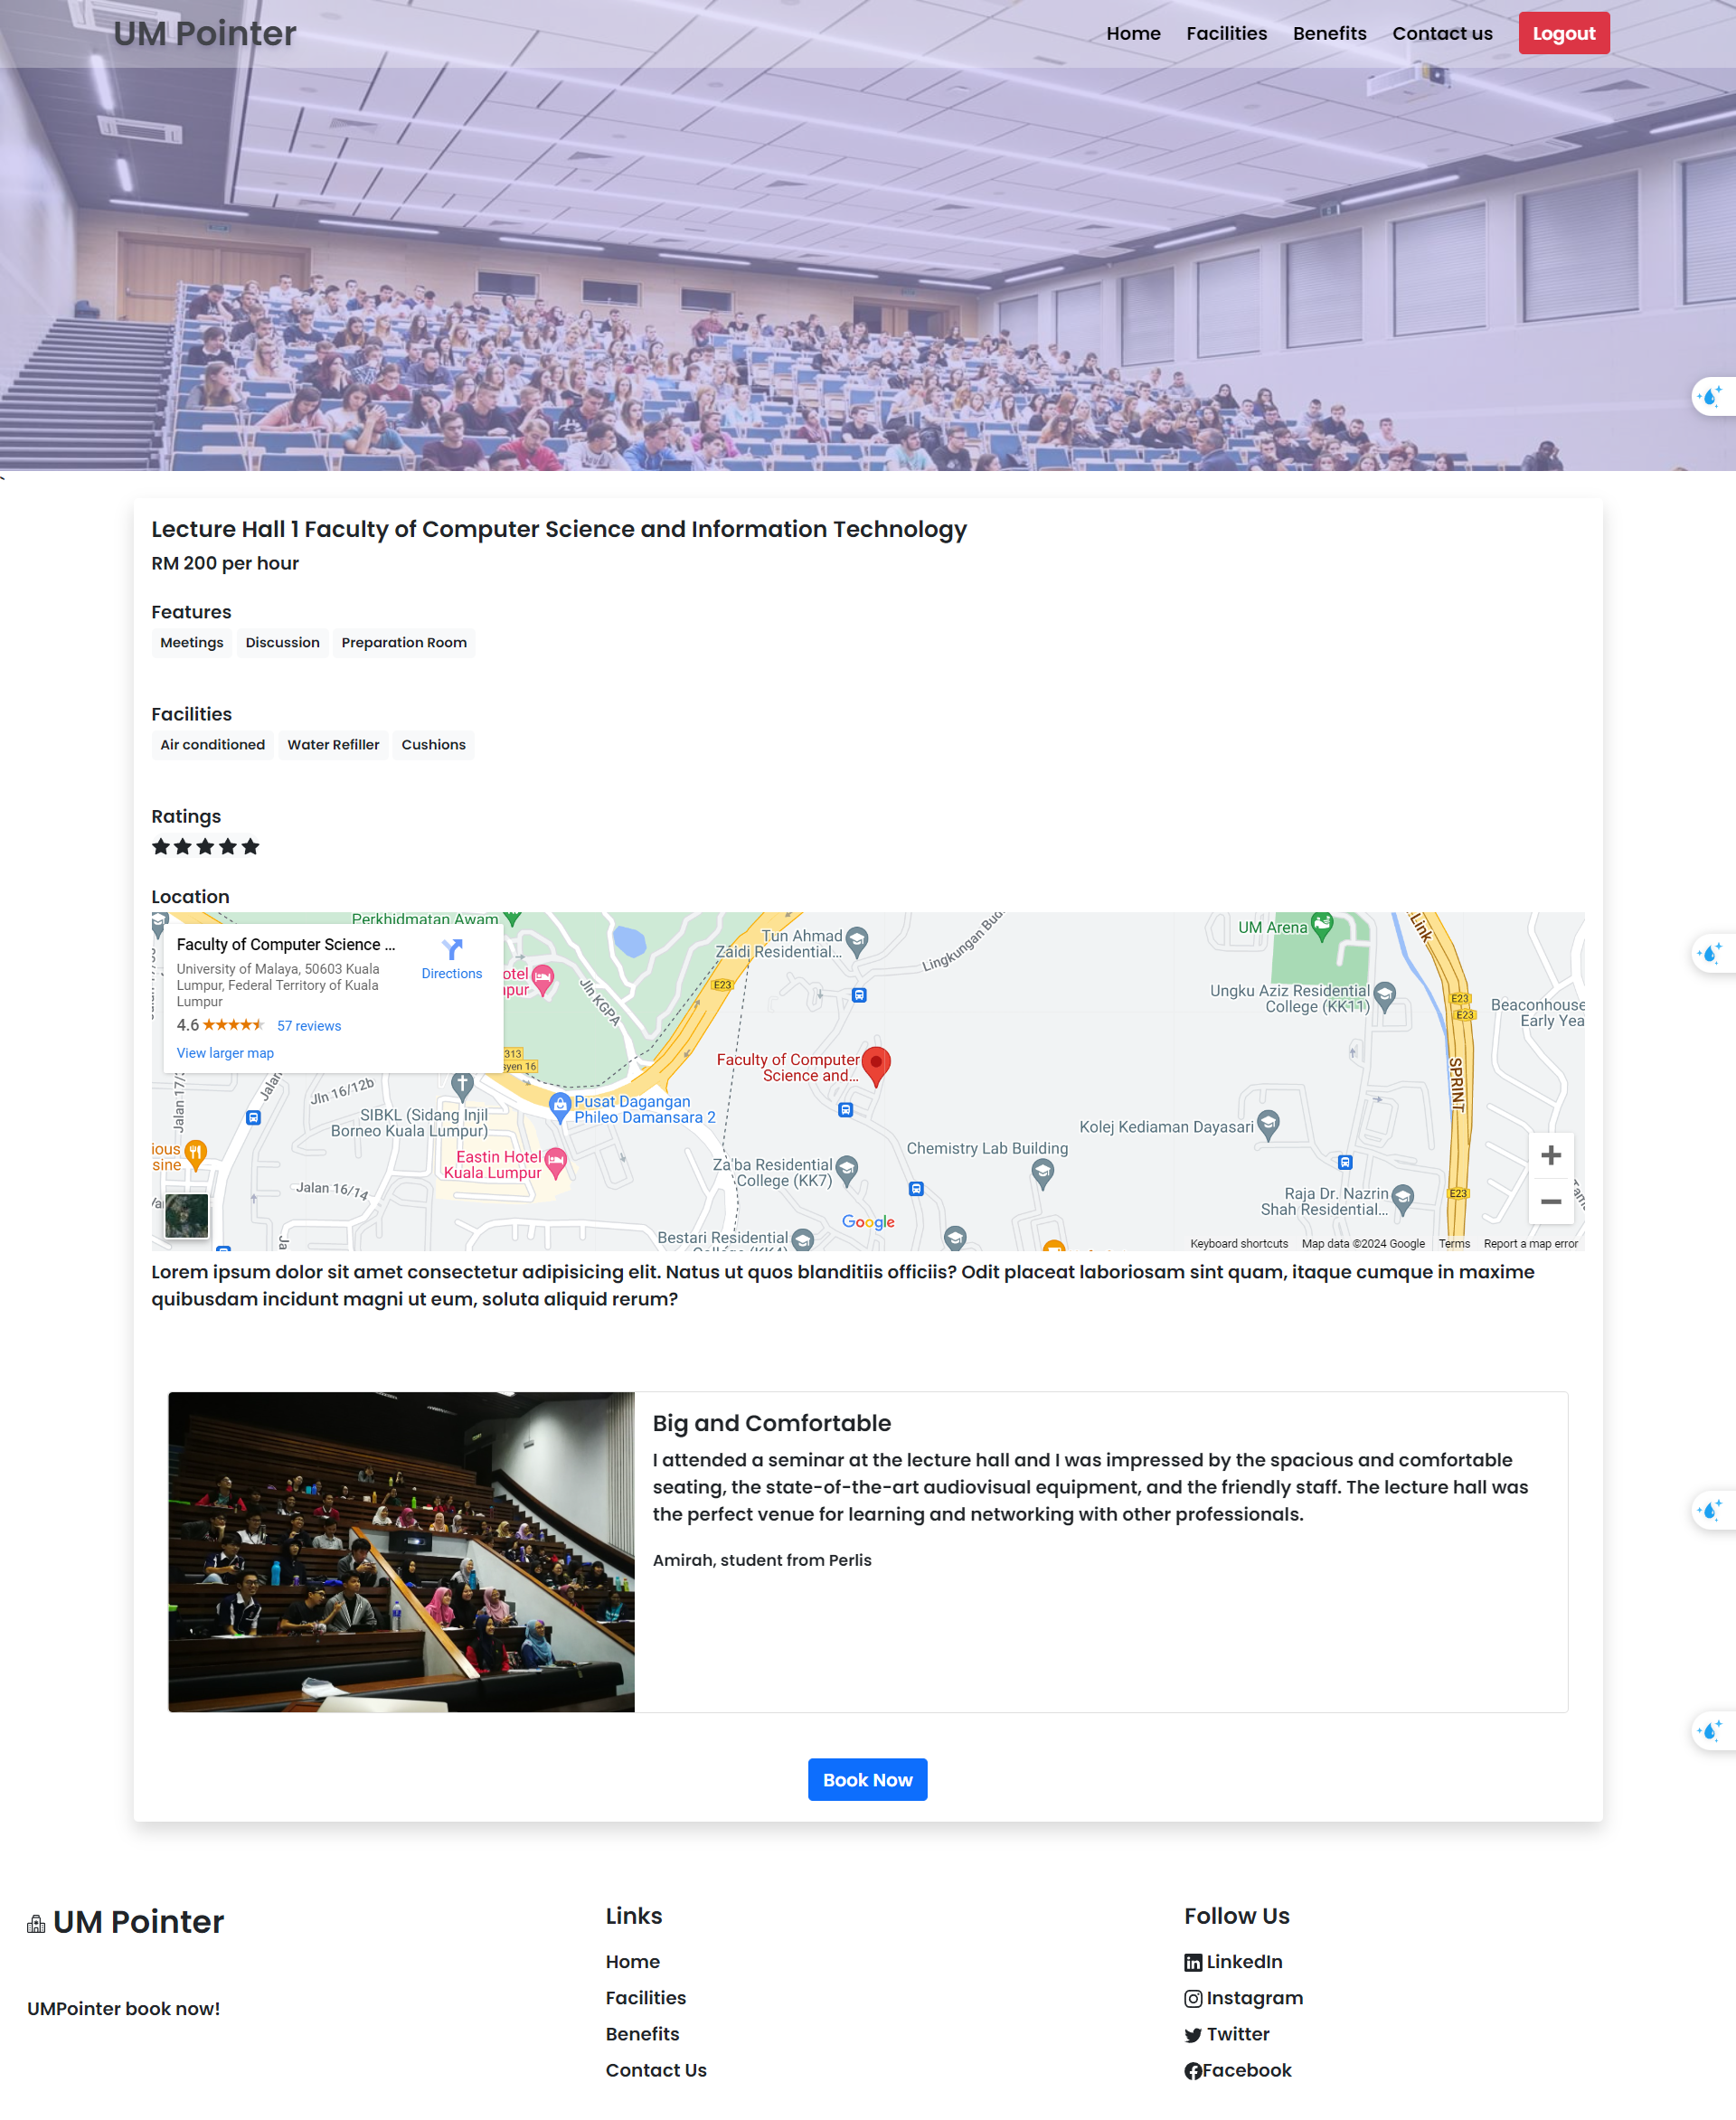 UM Pointer
Home Facilities Benefits Contact us Logout
`
Lecture Hall 1 Faculty of Computer Science and Information Technology
RM 200 per hour
Features
Meetings Discussion Preparation Room
Facilities
Air conditioned Water Refiller Cushions
Ratings
Location
Perkhidmatan Awam
Faculty of Computer Science ...
Directions
University of Malaya, 50603 Kuala
Lumpur, Federal Territory of Kuala
Lumpur
4.6 57 reviews
View larger map
Tun Ahmad
Zaidi Residential...
UM Arena
Ungku Aziz Residential
College (KK11)
Beaconhouse
Early Yea
E23
Jln KGPA
E23
E23
313
Faculty of Computer
Science and...
SPRINT
Jln 16/12b
Pusat Dagangan
Phileo Damansara 2
SIBKL (Sidang Injil
Borneo Kuala Lumpur)
Kolej Kediaman Dayasari
Chemistry Lab Building
Eastin Hotel
Kuala Lumpur
Za'ba Residential
College (KK7)
Jalan 16/14
Raja Dr. Nazrin
Shah Residential...
E23
Google
Bestari Residential
Keyboard shortcuts Map data ©2024 Google Terms Report a map error
Lorem ipsum dolor sit amet consectetur adipisicing elit. Natus ut quos blanditiis officiis? Odit placeat laboriosam sint quam, itaque cumque in maxime
quibusdam incidunt magni ut eum, soluta aliquid rerum?
Big and Comfortable
I attended a seminar at the lecture hall and I was impressed by the spacious and comfortable
seating, the state-of-the-art audiovisual equipment, and the friendly staff. The lecture hall was
the perfect venue for learning and networking with other professionals.
Amirah, student from Perlis
Book Now
UM Pointer
UMPointer book now!
Links
Home
Facilities
Benefits
Contact Us
Follow Us
LinkedIn
Instagram
Twitter
Facebook